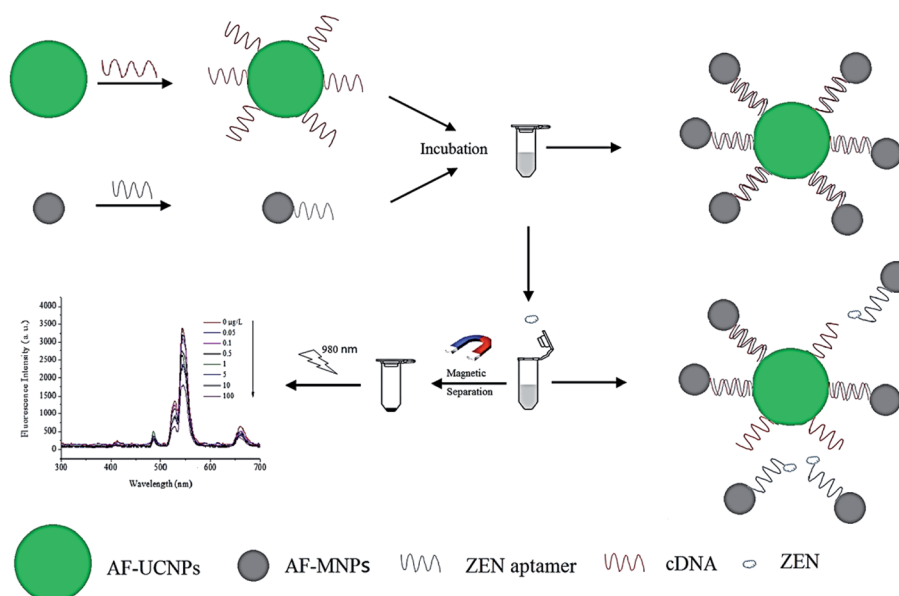 Incubation
4000
3500
3000
2500
2000
1500
1000
500
0
Fluorescence Intensity (a. u.)
300 400 500 600 700
Wavelength (nm)
0 μg/L
0.05
0.1
0.5
1
5
10
100
980 nm
Magnetic
Separation
AF-UCNPs AF-MNPs ZEN aptamer cDNA ZEN